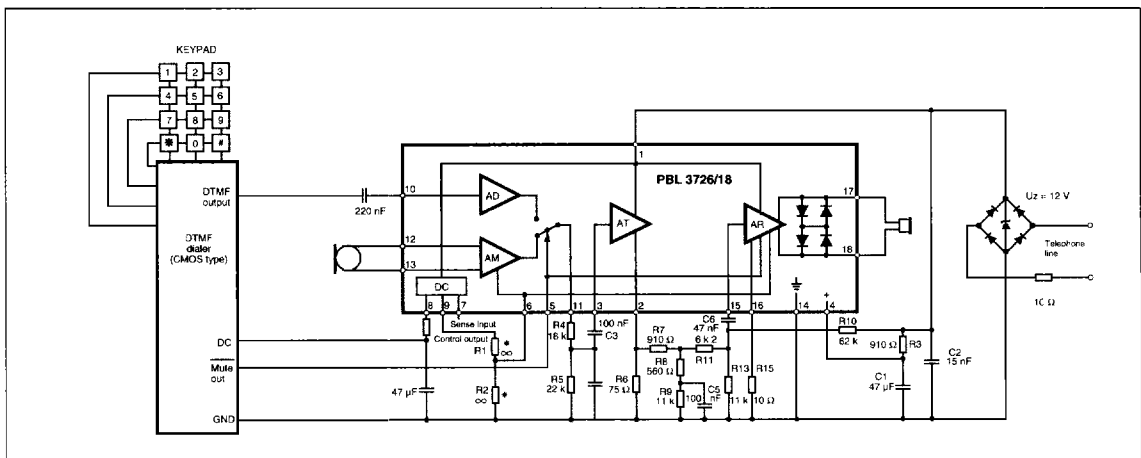 KEYPAD
1 2 3
4 5 6
7 8 9
✱ 0 #
DTMF
output
DTMF
dialer
(CMOS type)
DC
Mute
out
GND
220 nF
10
12
13
AD
AM
DC
8 9 7
Sense Input
Control output
R1
*
∞
R2
∞
*
47 µF
6 5 11 3 2
R4
18 k
R5
22 k
100 nF
C3
1
PBL 3726/18
AT
AR
17
18
15 16 14 4
+
R6
75 Ω
R7
910 Ω
R8
560 Ω
R9
11 k
C5
100 nF
6 k 2
R11
C6
47 nF
R13
11 k
R15
10 Ω
R10
62 k
910 Ω
R3
C1
47 µF
C2
15 nF
Uz = 12 V
Telephone
line
10 Ω